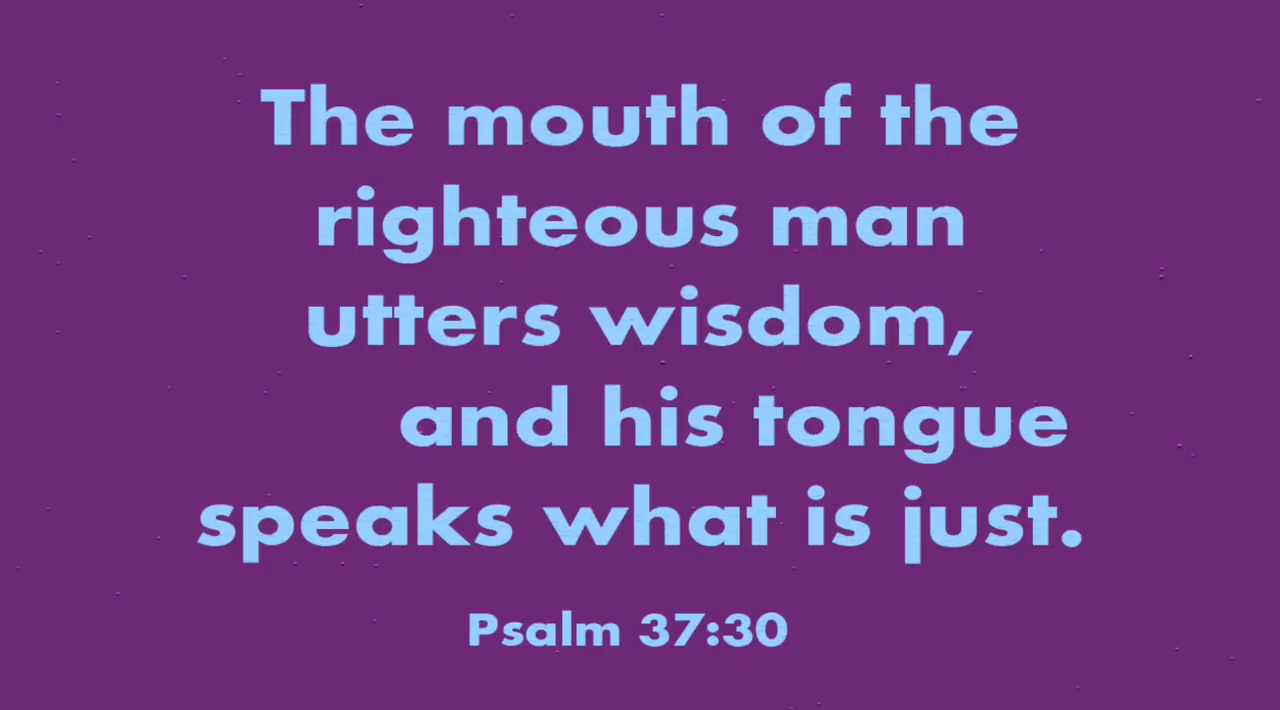 The mouth of the
righteous man
utters wisdom,
and his tongue
speaks what is just.
Psalm 37:30